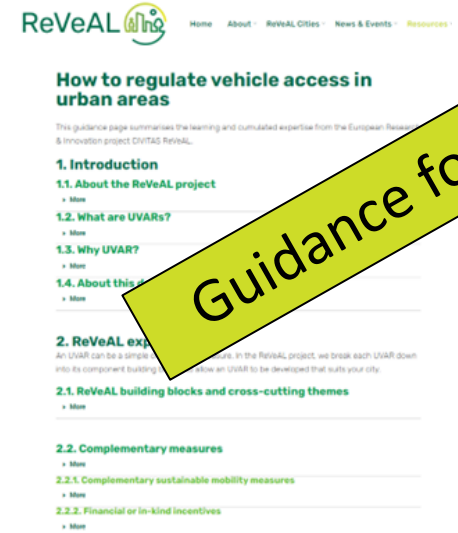 ReVeAL
Home About ReVeAL Cities News & Events Resources
How to regulate vehicle access in
urban areas
This guidance page summarises the learning and cumulated expertise from the European Research
& Innovation project CIVITAS ReVeAL.
1. Introduction
1.1. About the ReVeAL project
More
1.2. What are UVARs?
More
1.3. Why UVAR?
More
1.4. About this
More
Guidance fo
2. ReVeAL exp
An UVAR can be a simple In the ReVeAL project, we break each UVAR down
into its component building allow an UVAR to be developed that suits your city.
2.1. ReVeAL building blocks and cross-cutting themes
More
2.2. Complementary measures
More
2.2.1. Complementary sustainable mobility measures
More
2.2.2. Financial or in-kind incentives
More